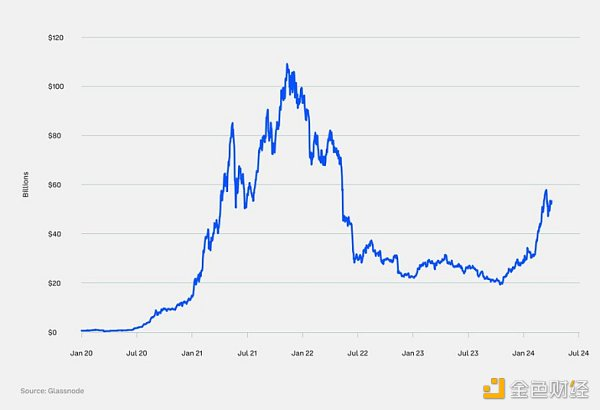 $120
$100
$80
$60
$40
$20
$0
Billions
Jan 20 Jul 20 Jan 21 Jul 21 Jan 22 Jul 22 Jan 23 Jul 23 Jan 24 Jul 24
Source: Glassnode
金色财经